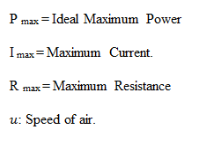 P max = Ideal Maximum Power
I max = Maximum Current.
R max = Maximum Resistance
u: Speed of air.